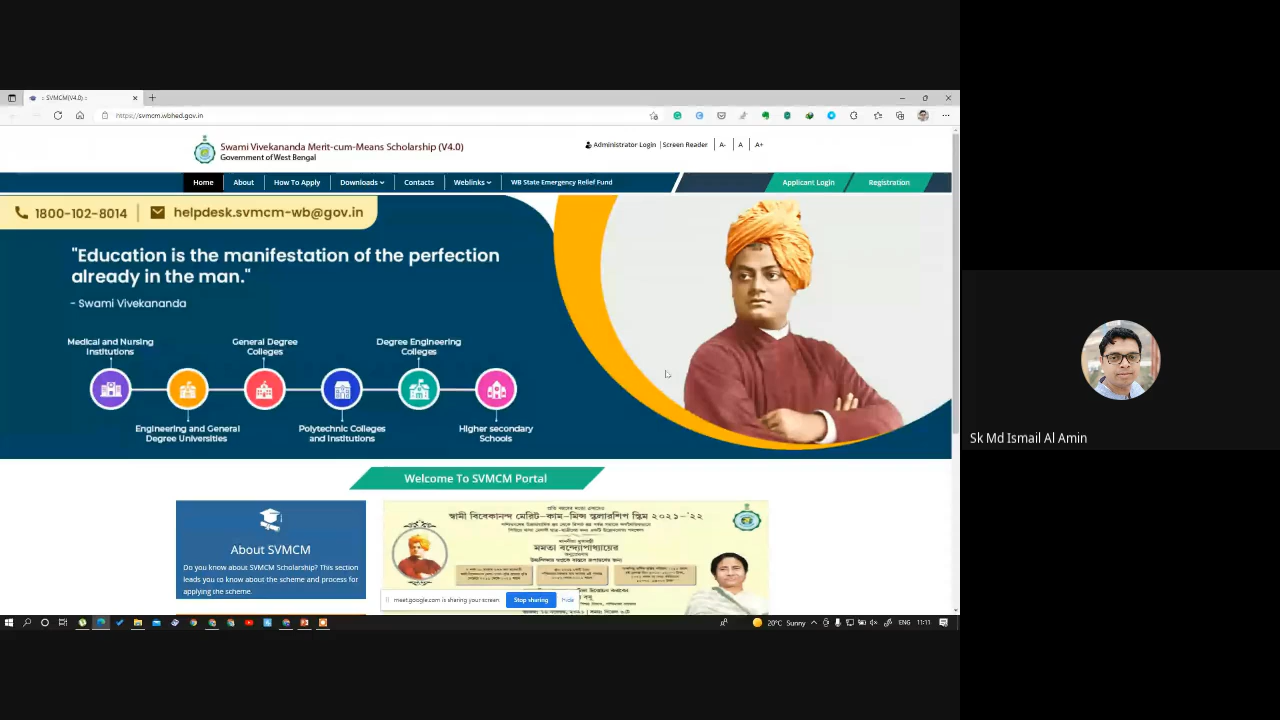 :: SVMCM(V4.0) ::
https://svmcm.wbhed.gov.in
Swami Vivekananda Merit-cum-Means Scholarship (V4.0)
Government of West Bengal
Administrator Login | Screen Reader | A- | A | A+
Home About How To Apply Downloads Contacts Weblinks WB State Emergency Relief Fund Applicant Login Registration
1800-102-8014 helpdesk.svmcm-wb@gov.in
"Education is the manifestation of the perfection
already in the man."
- Swami Vivekananda
Medical and Nursing
Institutions
General Degree
Colleges
Degree Engineering
Colleges
Engineering and General
Degree Universities
Polytechnic Colleges
and Institutions
Higher secondary
Schools
Sk Md Ismail Al Amin
Welcome To SVMCM Portal
About SVMCM
Do you know about SVMCM Scholarship? This section
leads you to know about the scheme and process for
applying the scheme.
স্বামী বিবেকানন্দ মেরিট-কাম-মিন্স স্কলারশিপ স্কিম ২০২১-'২২
মমতা বন্দ্যোপাধ্যায়ের
meet.google.com is sharing your screen. Stop sharing Hide
20°C Sunny ENG 11:11